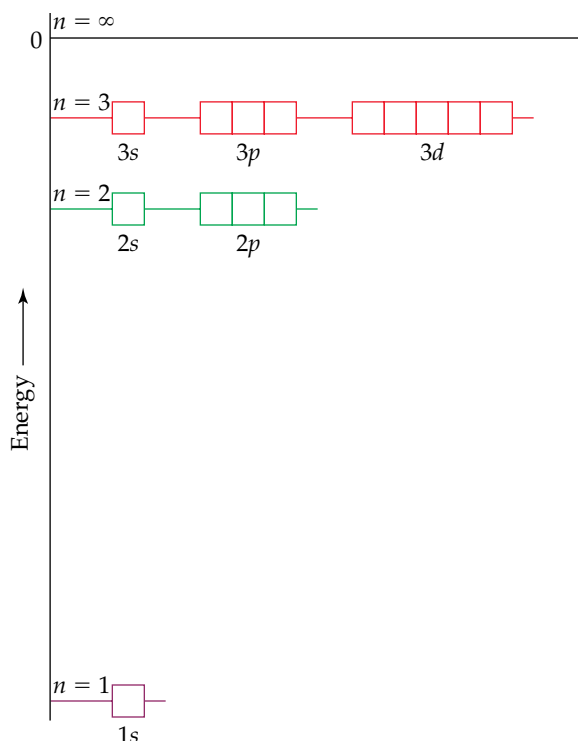 n = ∞
0
n = 3
3s 3p 3d
n = 2
2s 2p
Energy
n = 1
1s